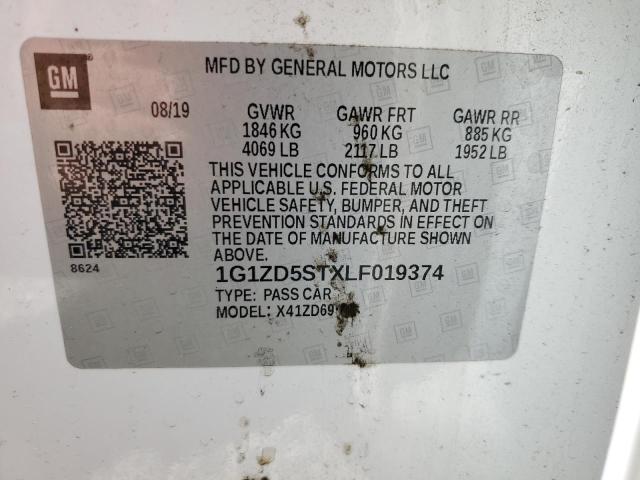 GM
MFD BY GENERAL MOTORS LLC
08/19 GVWR GAWR FRT GAWR RR
1846 KG 960 KG 885 KG
4069 LB 2117 LB 1952 LB
THIS VEHICLE CONFORMS TO ALL
APPLICABLE U.S. FEDERAL MOTOR
VEHICLE SAFETY, BUMPER, AND THEFT
PREVENTION STANDARDS IN EFFECT ON
THE DATE OF MANUFACTURE SHOWN
ABOVE.
8624
1G1ZD5STXLF019374
TYPE: PASS CAR
MODEL: X41ZD69